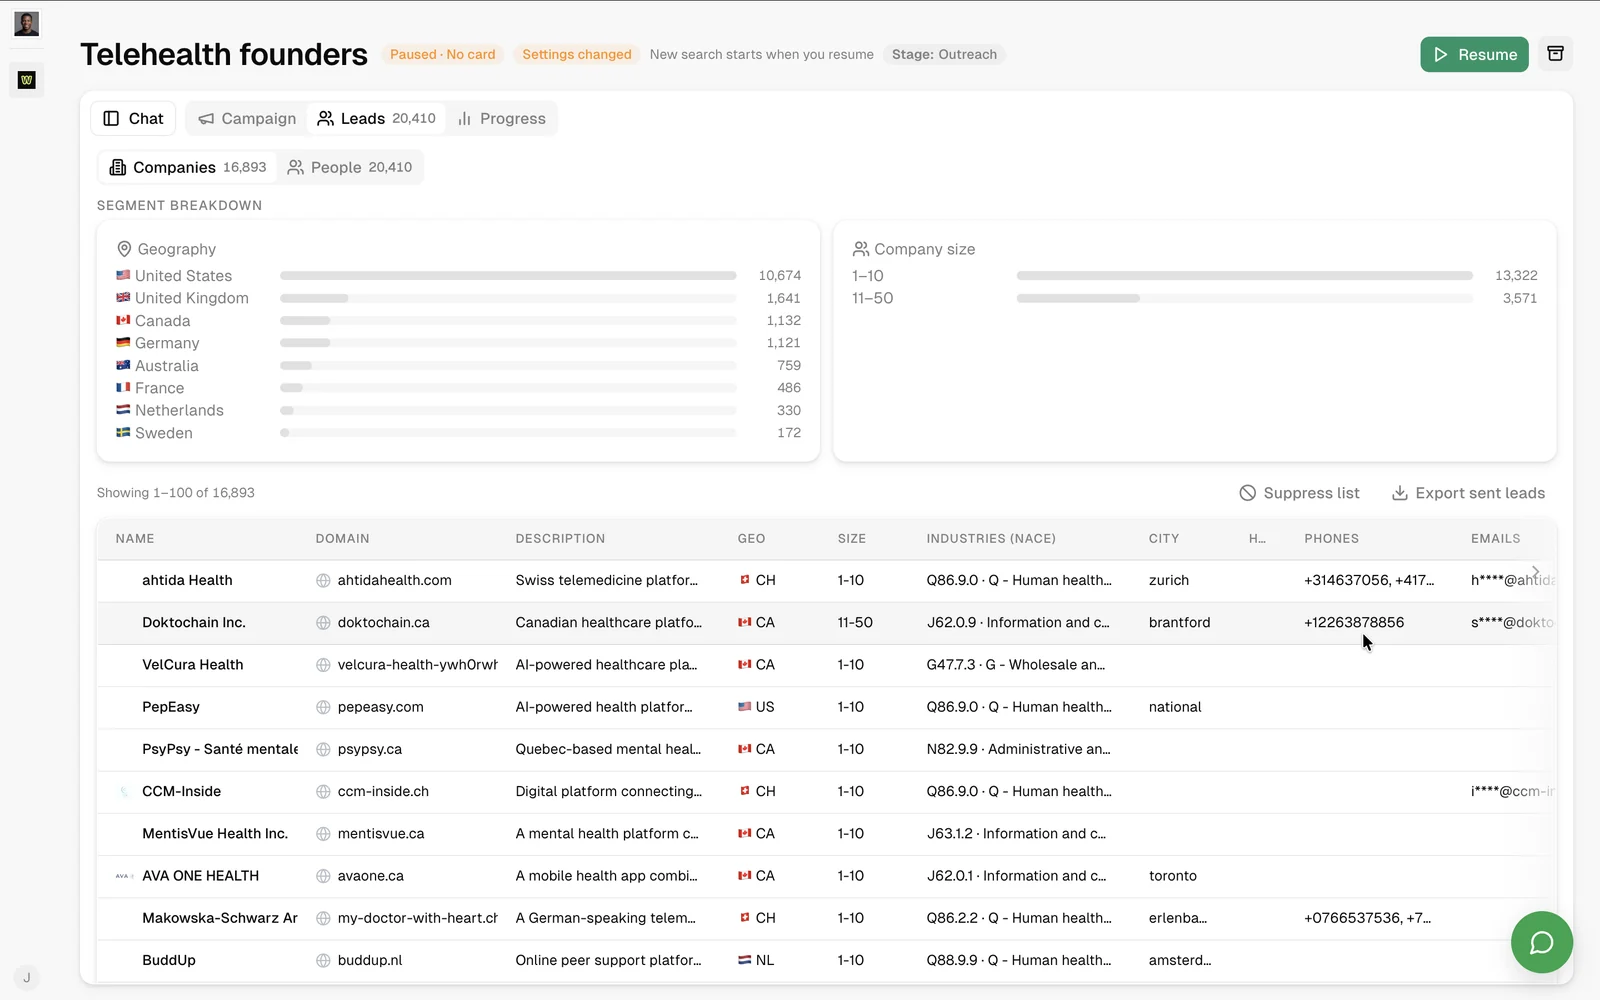 Telehealth founders
Paused · No card
Settings changed
New search starts when you resume
Stage: Outreach
Resume
W
Chat
Campaign
Leads 20,410
Progress
Companies 16,893
People 20,410
SEGMENT BREAKDOWN
Geography
United States 10,674
United Kingdom 1,641
Canada 1,132
Germany 1,121
Australia 759
France 486
Netherlands 330
Sweden 172
Company size
1–10 13,322
11–50 3,571
Showing 1–100 of 16,893
Suppress list
Export sent leads
NAME DOMAIN DESCRIPTION GEO SIZE INDUSTRIES (NACE) CITY H... PHONES EMAILS
ahtida Health ahtidahealth.com Swiss telemedicine platfor... CH 1-10 Q86.9.0 · Q - Human health... zurich +314637056, +417... h****@ahtida
Doktochain Inc. doktochain.ca Canadian healthcare platfo... CA 11-50 J62.0.9 · Information and c... brantford +12263878856 s****@dokto
VelCura Health velcura-health-ywh0rwh AI-powered healthcare pla... CA 1-10 G47.7.3 · G - Wholesale an...
PepEasy pepeasy.com AI-powered health platfor... US 1-10 Q86.9.0 · Q - Human health... national
PsyPsy - Santé mentale psypsy.ca Quebec-based mental heal... CA 1-10 N82.9.9 · Administrative an...
CCM-Inside ccm-inside.ch Digital platform connecting... CH 1-10 Q86.9.0 · Q - Human health... i****@ccm-in
MentisVue Health Inc. mentisvue.ca A mental health platform c... CA 1-10 J63.1.2 · Information and c...
AVA AVA ONE HEALTH avaone.ca A mobile health app combi... CA 1-10 J62.0.1 · Information and c... toronto
Makowska-Schwarz Ar my-doctor-with-heart.ch A German-speaking telem... CH 1-10 Q86.2.2 · Q - Human health... erlenba... +0766537536, +7...
BuddUp buddup.nl Online peer support platfor... NL 1-10 Q88.9.9 · Q - Human health... amsterd...
J